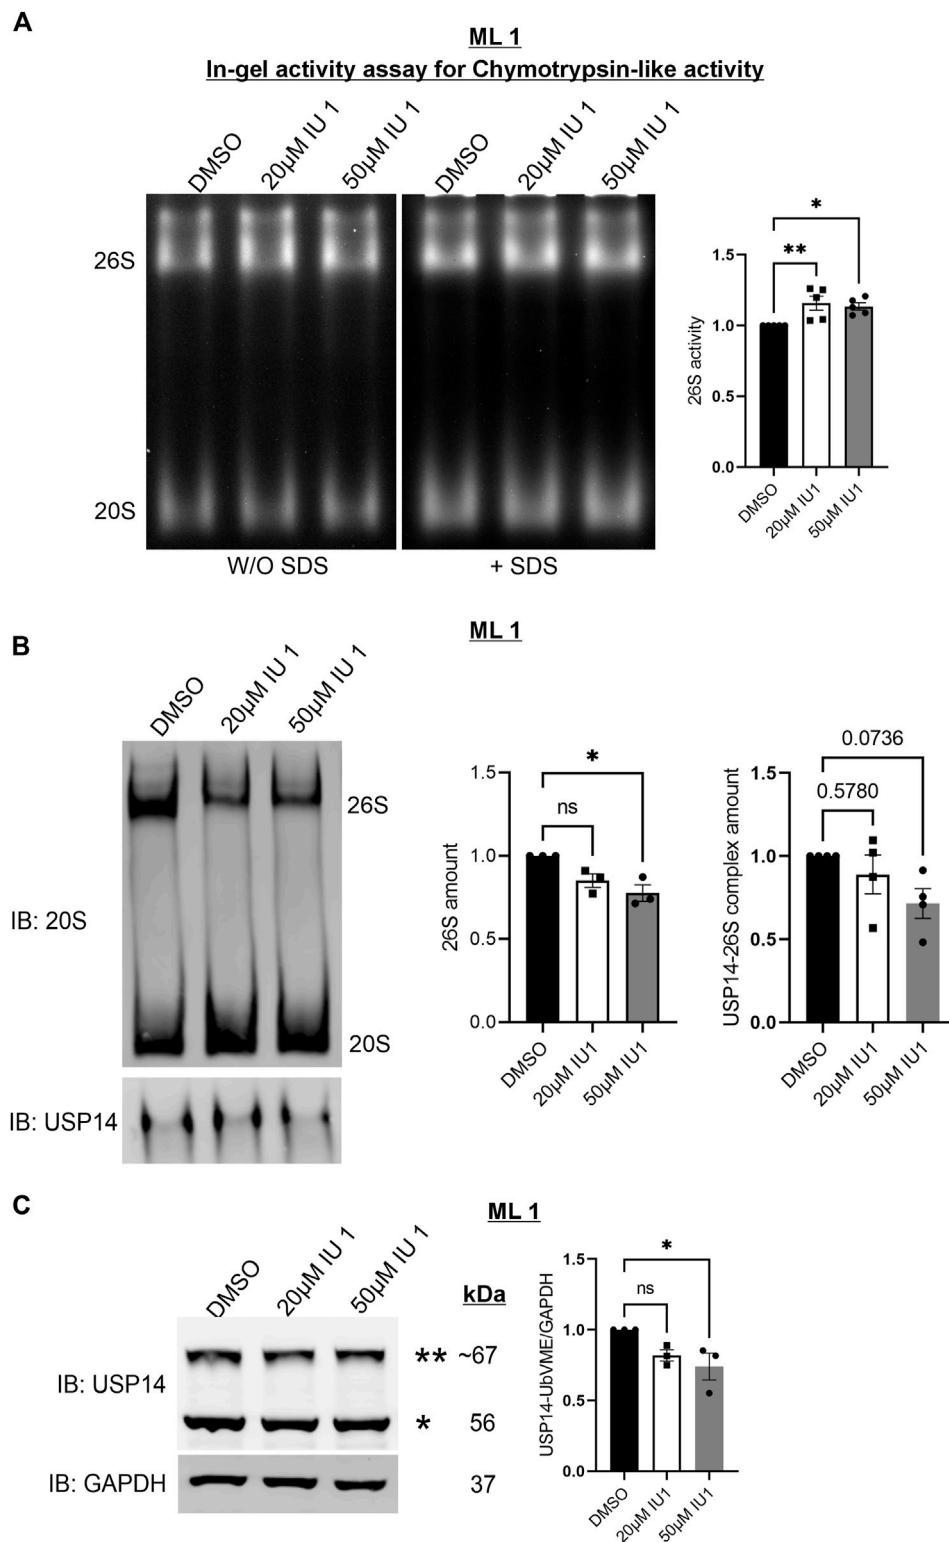 A
ML 1
In-gel activity assay for Chymotrypsin-like activity
DMSO
20µM IU 1
50µM IU 1
DMSO
20µM IU 1
50µM IU 1
26S
20S
W/O SDS
+ SDS
*
**
1.5
1.0
0.5
0.0
26S activity
DMSO
20µM IU1
50µM IU1
B
ML 1
DMSO
20µM IU 1
50µM IU 1
26S
IB: 20S
20S
IB: USP14
*
ns
1.5
1.0
0.5
0.0
26S amount
DMSO
20µM IU1
50µM IU1
0.0736
0.5780
1.5
1.0
0.5
0.0
USP14-26S complex amount
DMSO
20µM IU1
50µM IU1
C
ML 1
DMSO
20µM IU 1
50µM IU 1
kDa
IB: USP14
** ~67
* 56
IB: GAPDH
37
*
ns
1.5
1.0
0.5
0.0
USP14-UbVME/GAPDH
DMSO
20µM IU1
50µM IU1